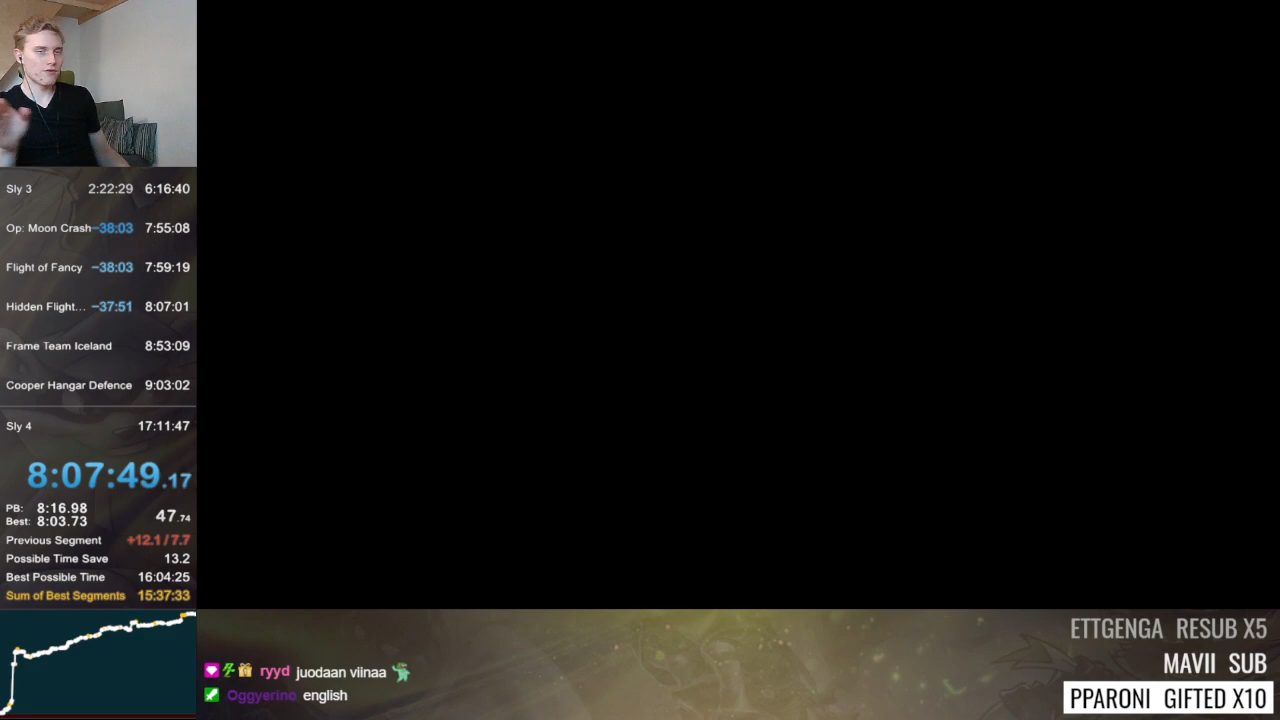 Sly 3 2:22:29 6:16:40
Op: Moon Crash −38:03 7:55:08
Flight of Fancy −38:03 7:59:19
Hidden Flight... −37:51 8:07:01
Frame Team Iceland 8:53:09
Cooper Hangar Defence 9:03:02
Sly 4 17:11:47
8:07:49.17
PB: 8:16.98
Best: 8:03.73
47.74
Previous Segment +12.1 / 7.7
Possible Time Save 13.2
Best Possible Time 16:04:25
Sum of Best Segments 15:37:33
ryyd juodaan viinaa
Oggyerino english
ETTGENGA RESUB X5
MAVII SUB
PPARONI GIFTED X10